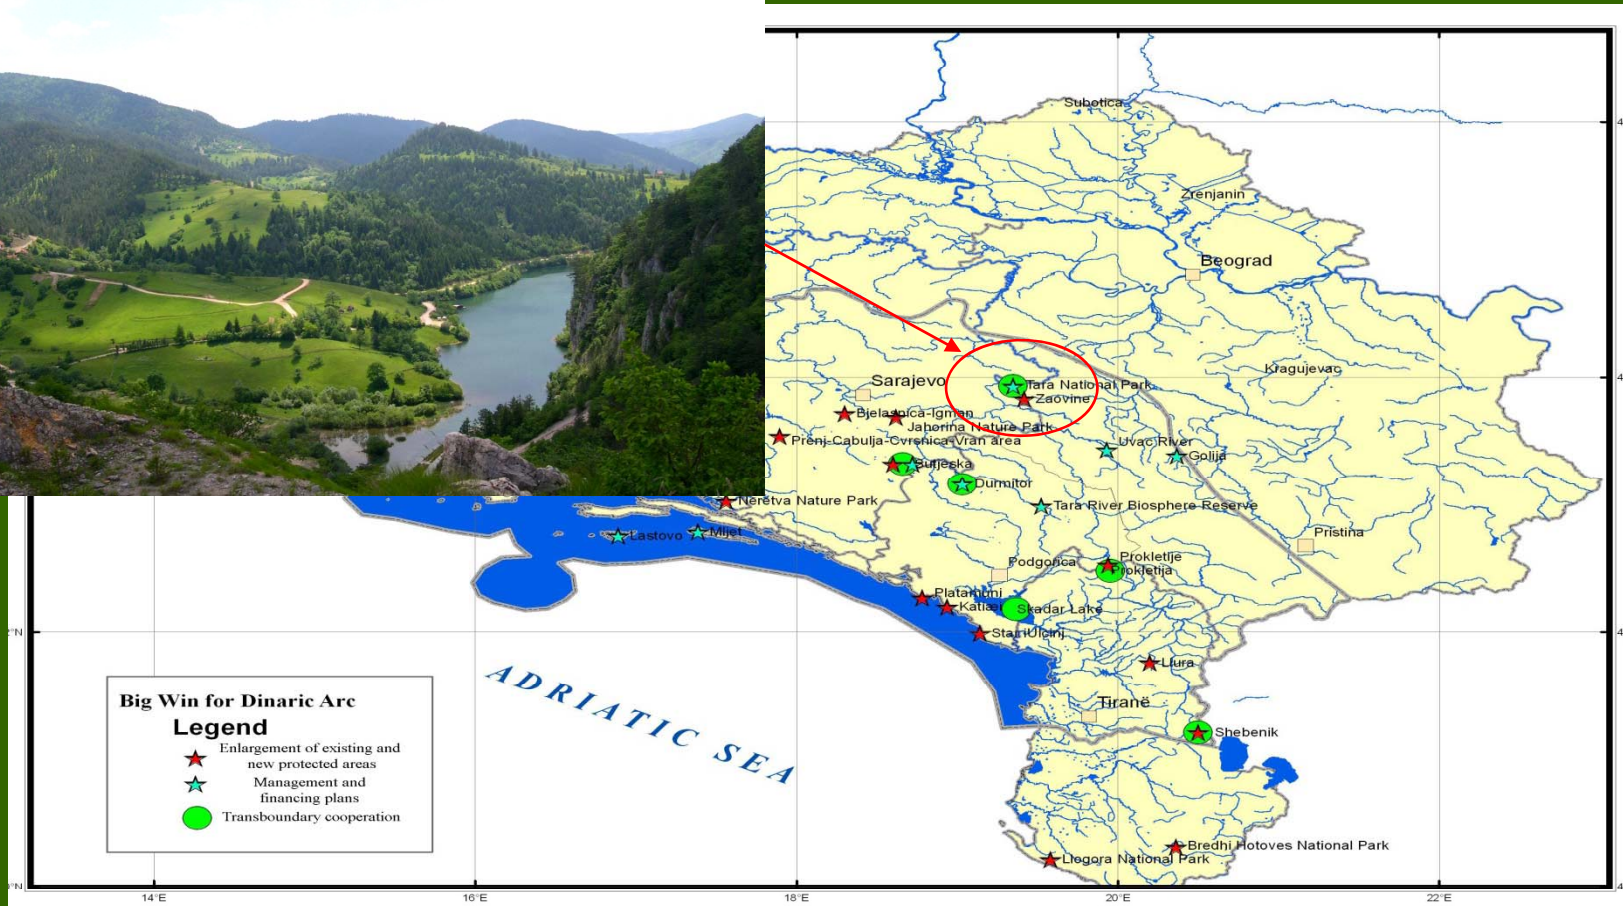 Subotica
Zrenjanin
Beograd
Kragujevac
Sarajevo
Tara National Park
Zaovine
Bjelasnica-Igman
Jahorina Nature Park
Prenj-Cabulja-Cvrsnica-Vran area
Uvac River
Golija
Sutjeska
Durmitor
Neretva Nature Park
Tara River Biosphere Reserve
Lastovo
Mljet
Pristina
Prokletije
Prokletija
Podgorica
Platamuni
Katiæ
Skadar Lake
Stari Ulcinj
Llura
Tiranë
Shebenik
Bredhi Hotoves National Park
Llogora National Park
ADRIATIC SEA
Big Win for Dinaric Arc
Legend
Enlargement of existing and
new protected areas
Management and
financing plans
Transboundary cooperation
14°E
16°E
18°E
20°E
22°E